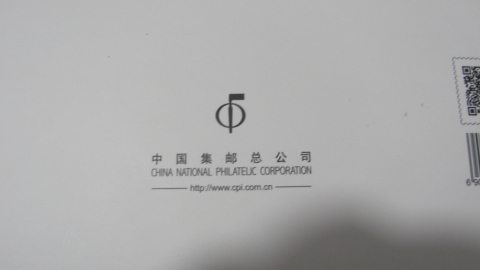 中国集邮总公司
CHINA NATIONAL PHILATELIC CORPORATION
http://www.cpi.com.cn